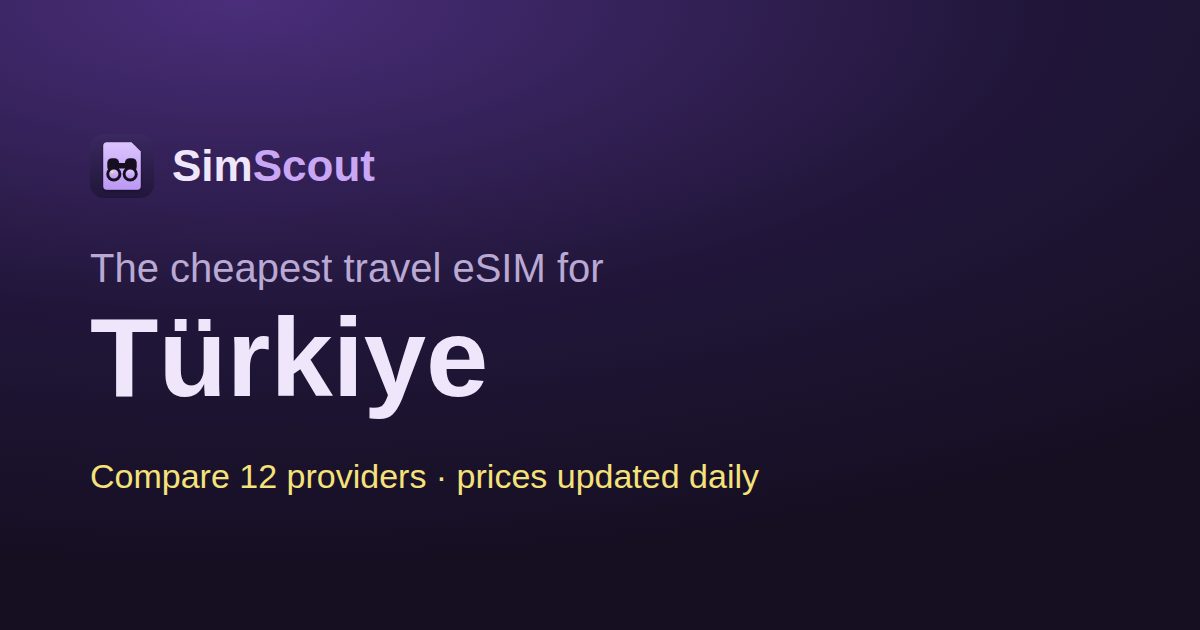 SimScout
The cheapest travel eSIM for
Türkiye
Compare 12 providers · prices updated daily